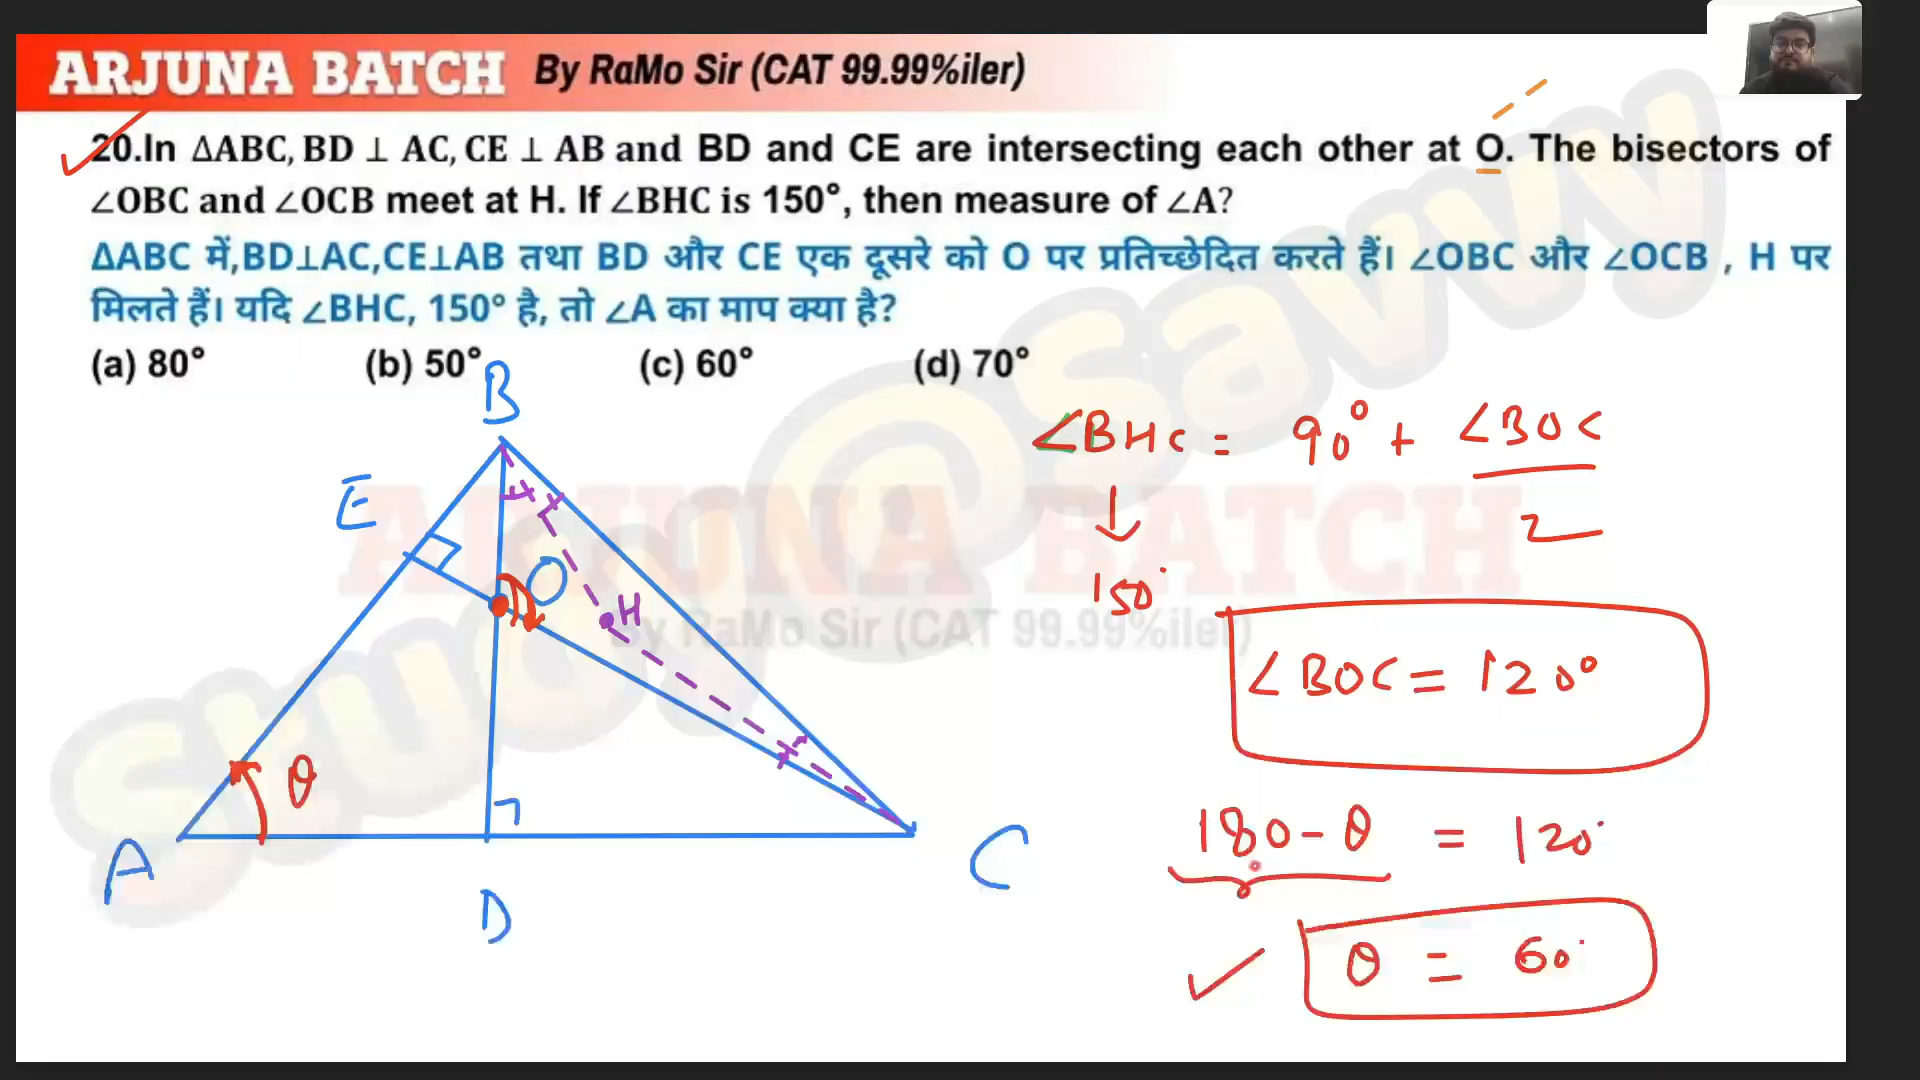 ARJUNA BATCH By RaMo Sir (CAT 99.99%iler)
20.In ΔABC, BD ⊥ AC, CE ⊥ AB and BD and CE are intersecting each other at O. The bisectors of
∠OBC and ∠OCB meet at H. If ∠BHC is 150°, then measure of ∠A?
ΔABC में,BD⊥AC,CE⊥AB तथा BD और CE एक दूसरे को O पर प्रतिच्छेदित करते हैं। ∠OBC और ∠OCB , H पर
मिलते हैं। यदि ∠BHC, 150° है, तो ∠A का माप क्या है?
(a) 80° (b) 50° (c) 60° (d) 70°
B
E
O
H
θ
A
D
C
∠BHC = 90° + ∠BOC
2
150°
∠BOC = 120°
180 - θ = 120°
θ = 60°
ARJUNA BATCH
By RaMo Sir (CAT 99.99%iler)
Study@Savvy